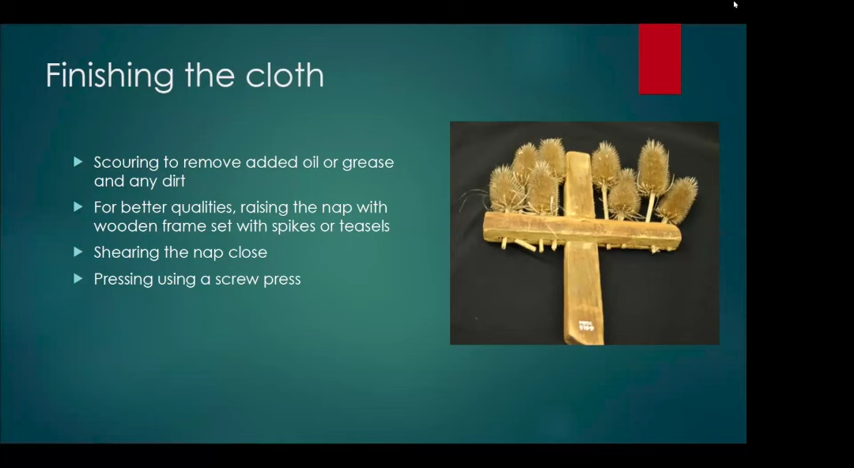 Finishing the cloth
Scouring to remove added oil or grease
and any dirt
For better qualities, raising the nap with
wooden frame set with spikes or teasels
Shearing the nap close
Pressing using a screw press